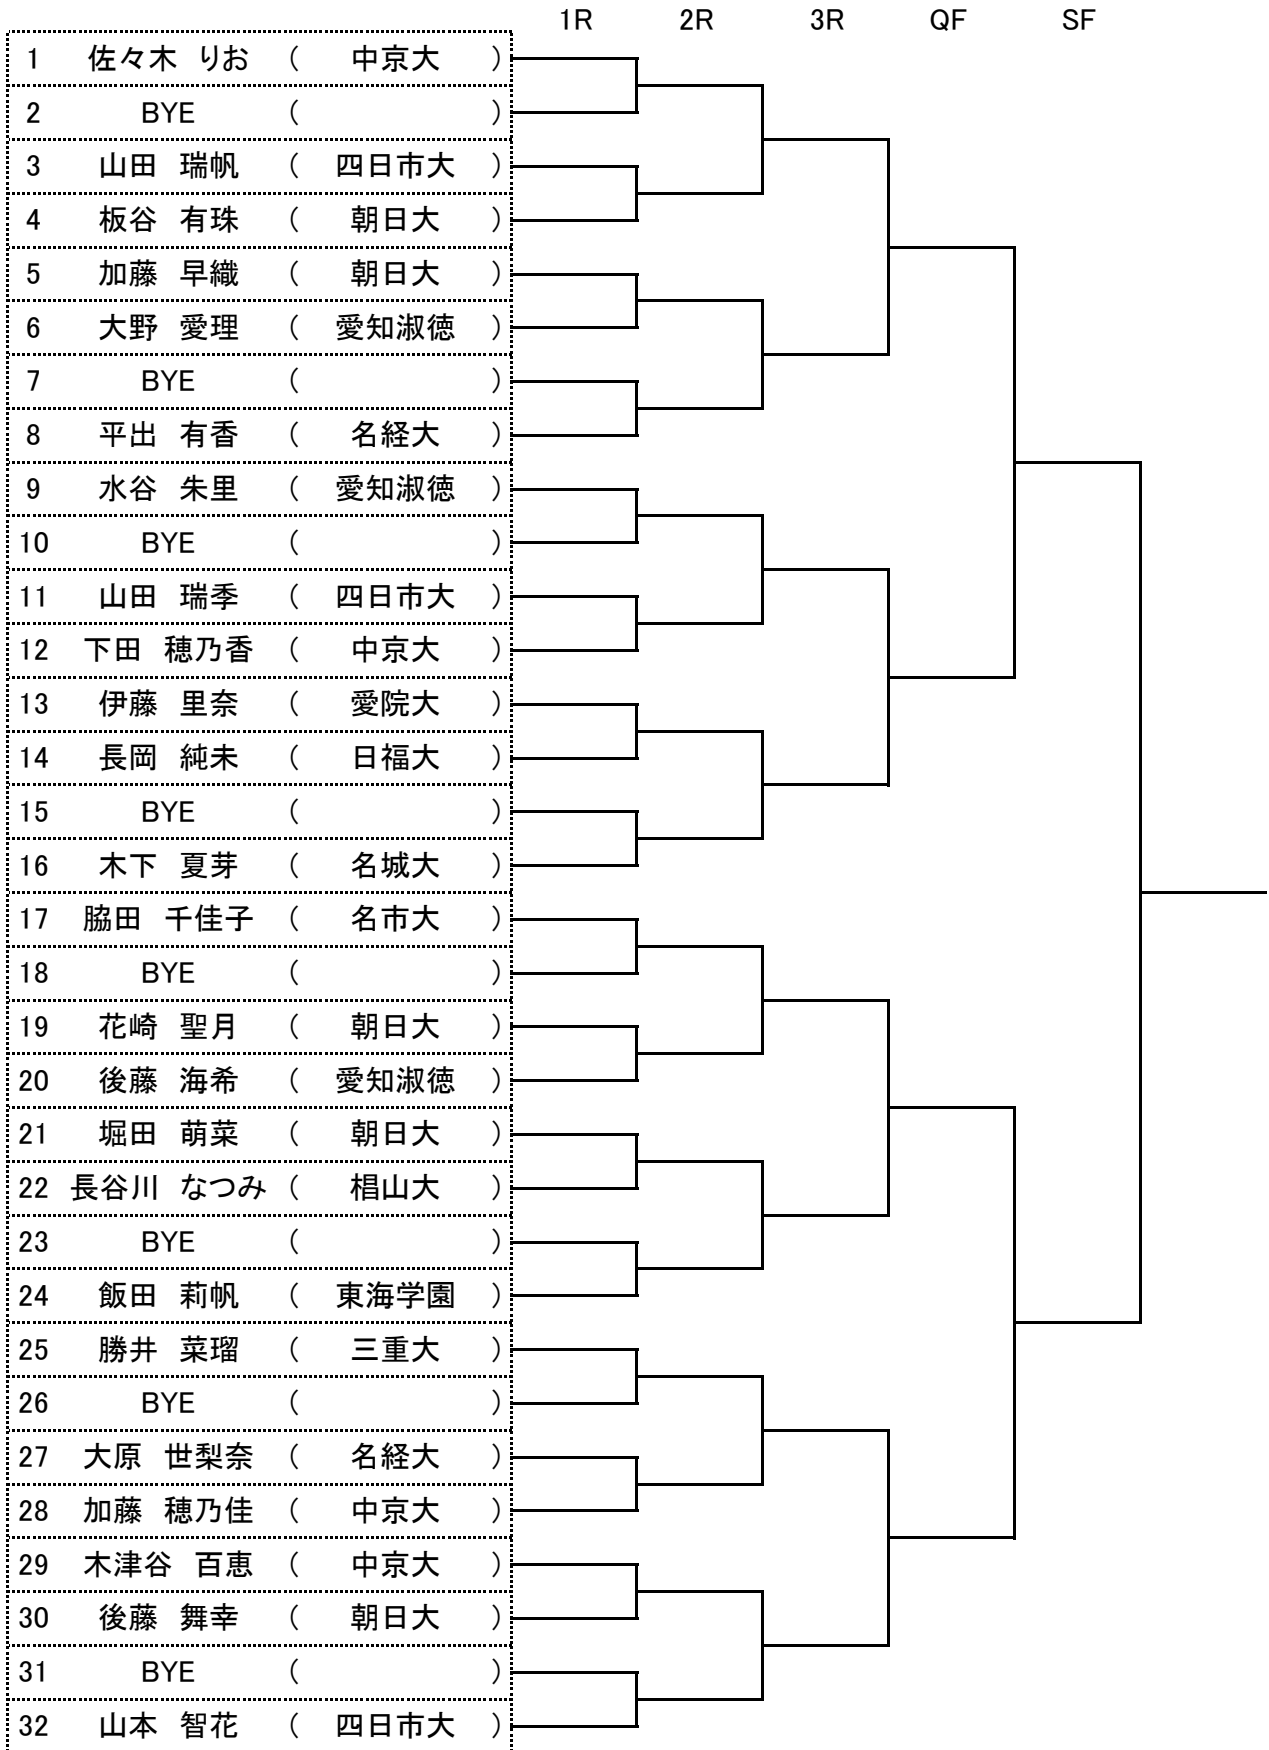 1R 2R 3R QF SF
1 佐々木 りお ( 中京大 )
2 BYE ( )
3 山田 瑞帆 ( 四日市大 )
4 板谷 有珠 ( 朝日大 )
5 加藤 早織 ( 朝日大 )
6 大野 愛理 ( 愛知淑徳 )
7 BYE ( )
8 平出 有香 ( 名経大 )
9 水谷 朱里 ( 愛知淑徳 )
10 BYE ( )
11 山田 瑞季 ( 四日市大 )
12 下田 穂乃香 ( 中京大 )
13 伊藤 里奈 ( 愛院大 )
14 長岡 純未 ( 日福大 )
15 BYE ( )
16 木下 夏芽 ( 名城大 )
17 脇田 千佳子 ( 名市大 )
18 BYE ( )
19 花崎 聖月 ( 朝日大 )
20 後藤 海希 ( 愛知淑徳 )
21 堀田 萌菜 ( 朝日大 )
22 長谷川 なつみ ( 椙山大 )
23 BYE ( )
24 飯田 莉帆 ( 東海学園 )
25 勝井 菜瑠 ( 三重大 )
26 BYE ( )
27 大原 世梨奈 ( 名経大 )
28 加藤 穂乃佳 ( 中京大 )
29 木津谷 百恵 ( 中京大 )
30 後藤 舞幸 ( 朝日大 )
31 BYE ( )
32 山本 智花 ( 四日市大 )